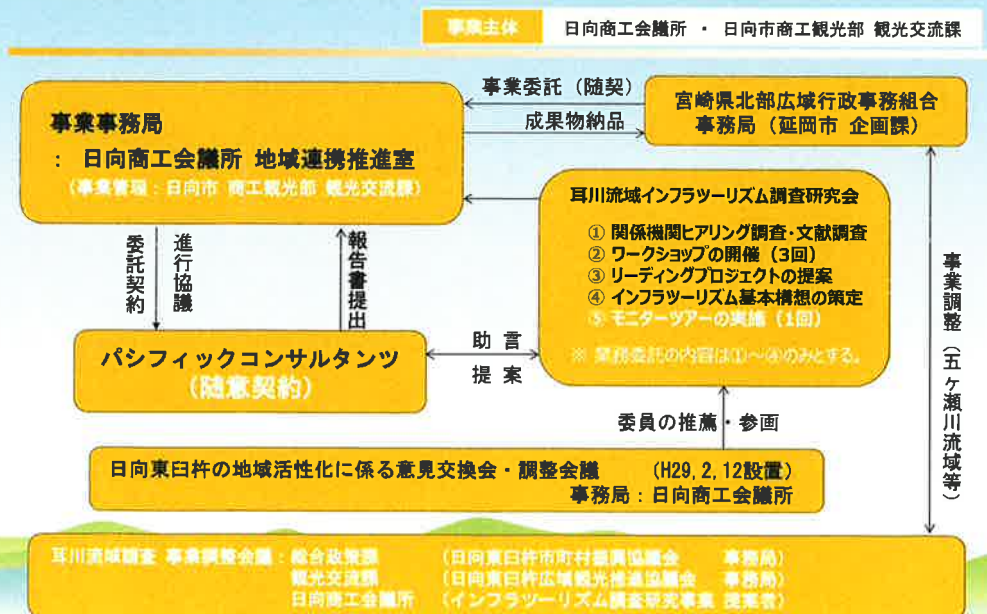 事業主体
日向商工会議所 ・ 日向市商工観光部 観光交流課
事業事務局
： 日向商工会議所 地域連携推進室
（事業管理：日向市 商工観光部 観光交流課）
事業委託（随契）
成果物納品
宮崎県北部広域行政事務組合
事務局（延岡市 企画課）
耳川流域インフラツーリズム調査研究会
① 関係機関ヒアリング調査・文献調査
② ワークショップの開催（3回）
③ リーディングプロジェクトの提案
④ インフラツーリズム基本構想の策定
⑤ モニターツアーの実施（1回）
※ 業務委託の内容は①～④のみとする。
委託契約
進行協議
報告書提出
事業調整（五ケ瀬川流域等）
パシフィックコンサルタンツ
（随意契約）
助 言
提 案
委員の推薦・参画
日向東臼杵の地域活性化に係る意見交換会・調整会議 （H29,2,12設置）
事務局：日向商工会議所
耳川流域調査 事業調整会議：総合政策課 （日向東臼杵市町村振興協議会 事務局）
観光交流課 （日向東臼杵広域観光推進協議会 事務局）
日向商工会議所 （インフラツーリズム調査研究事業 提案者）